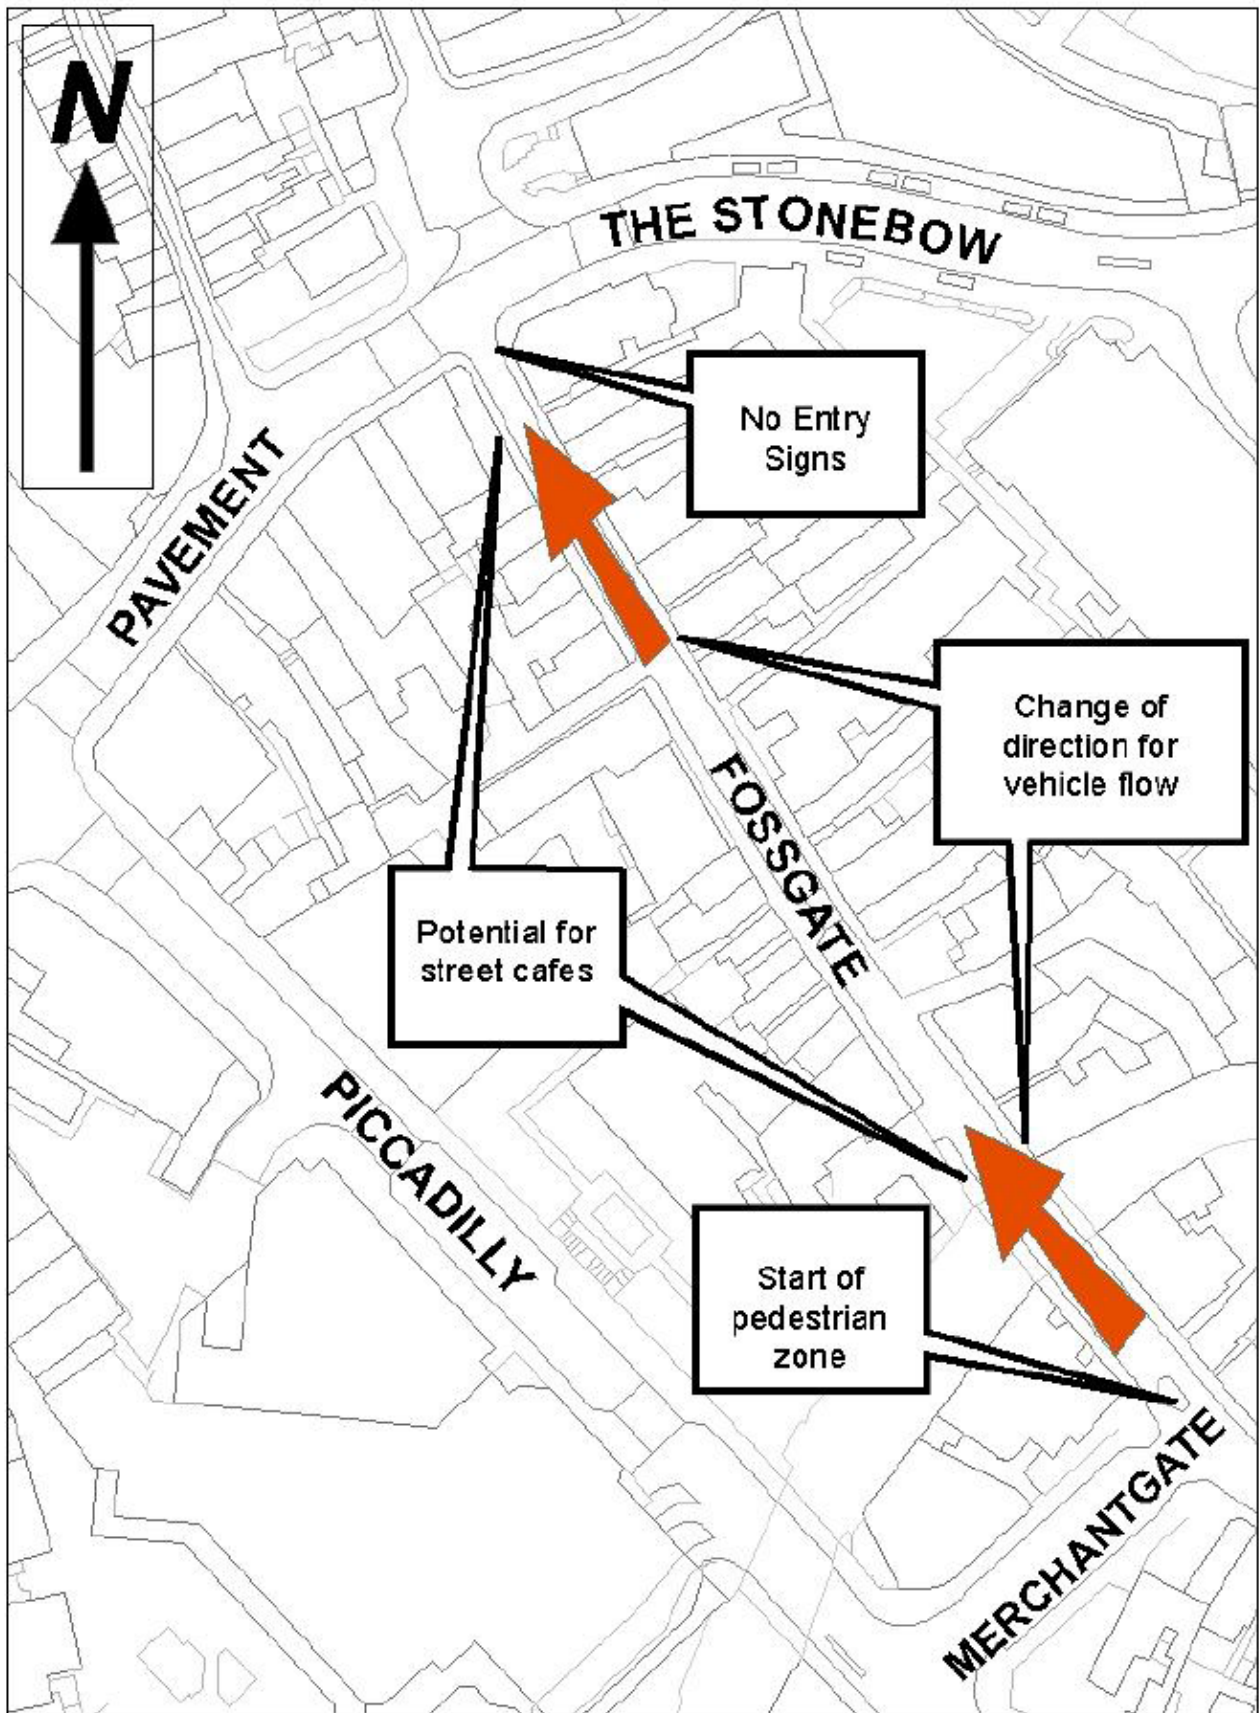 N
THE STONEBOW
No Entry
Signs
PAVEMENT
Change of
direction for
vehicle flow
FOSSGATE
Potential for
street cafes
PICCADILLY
Start of
pedestrian
zone
MERCHANTGATE